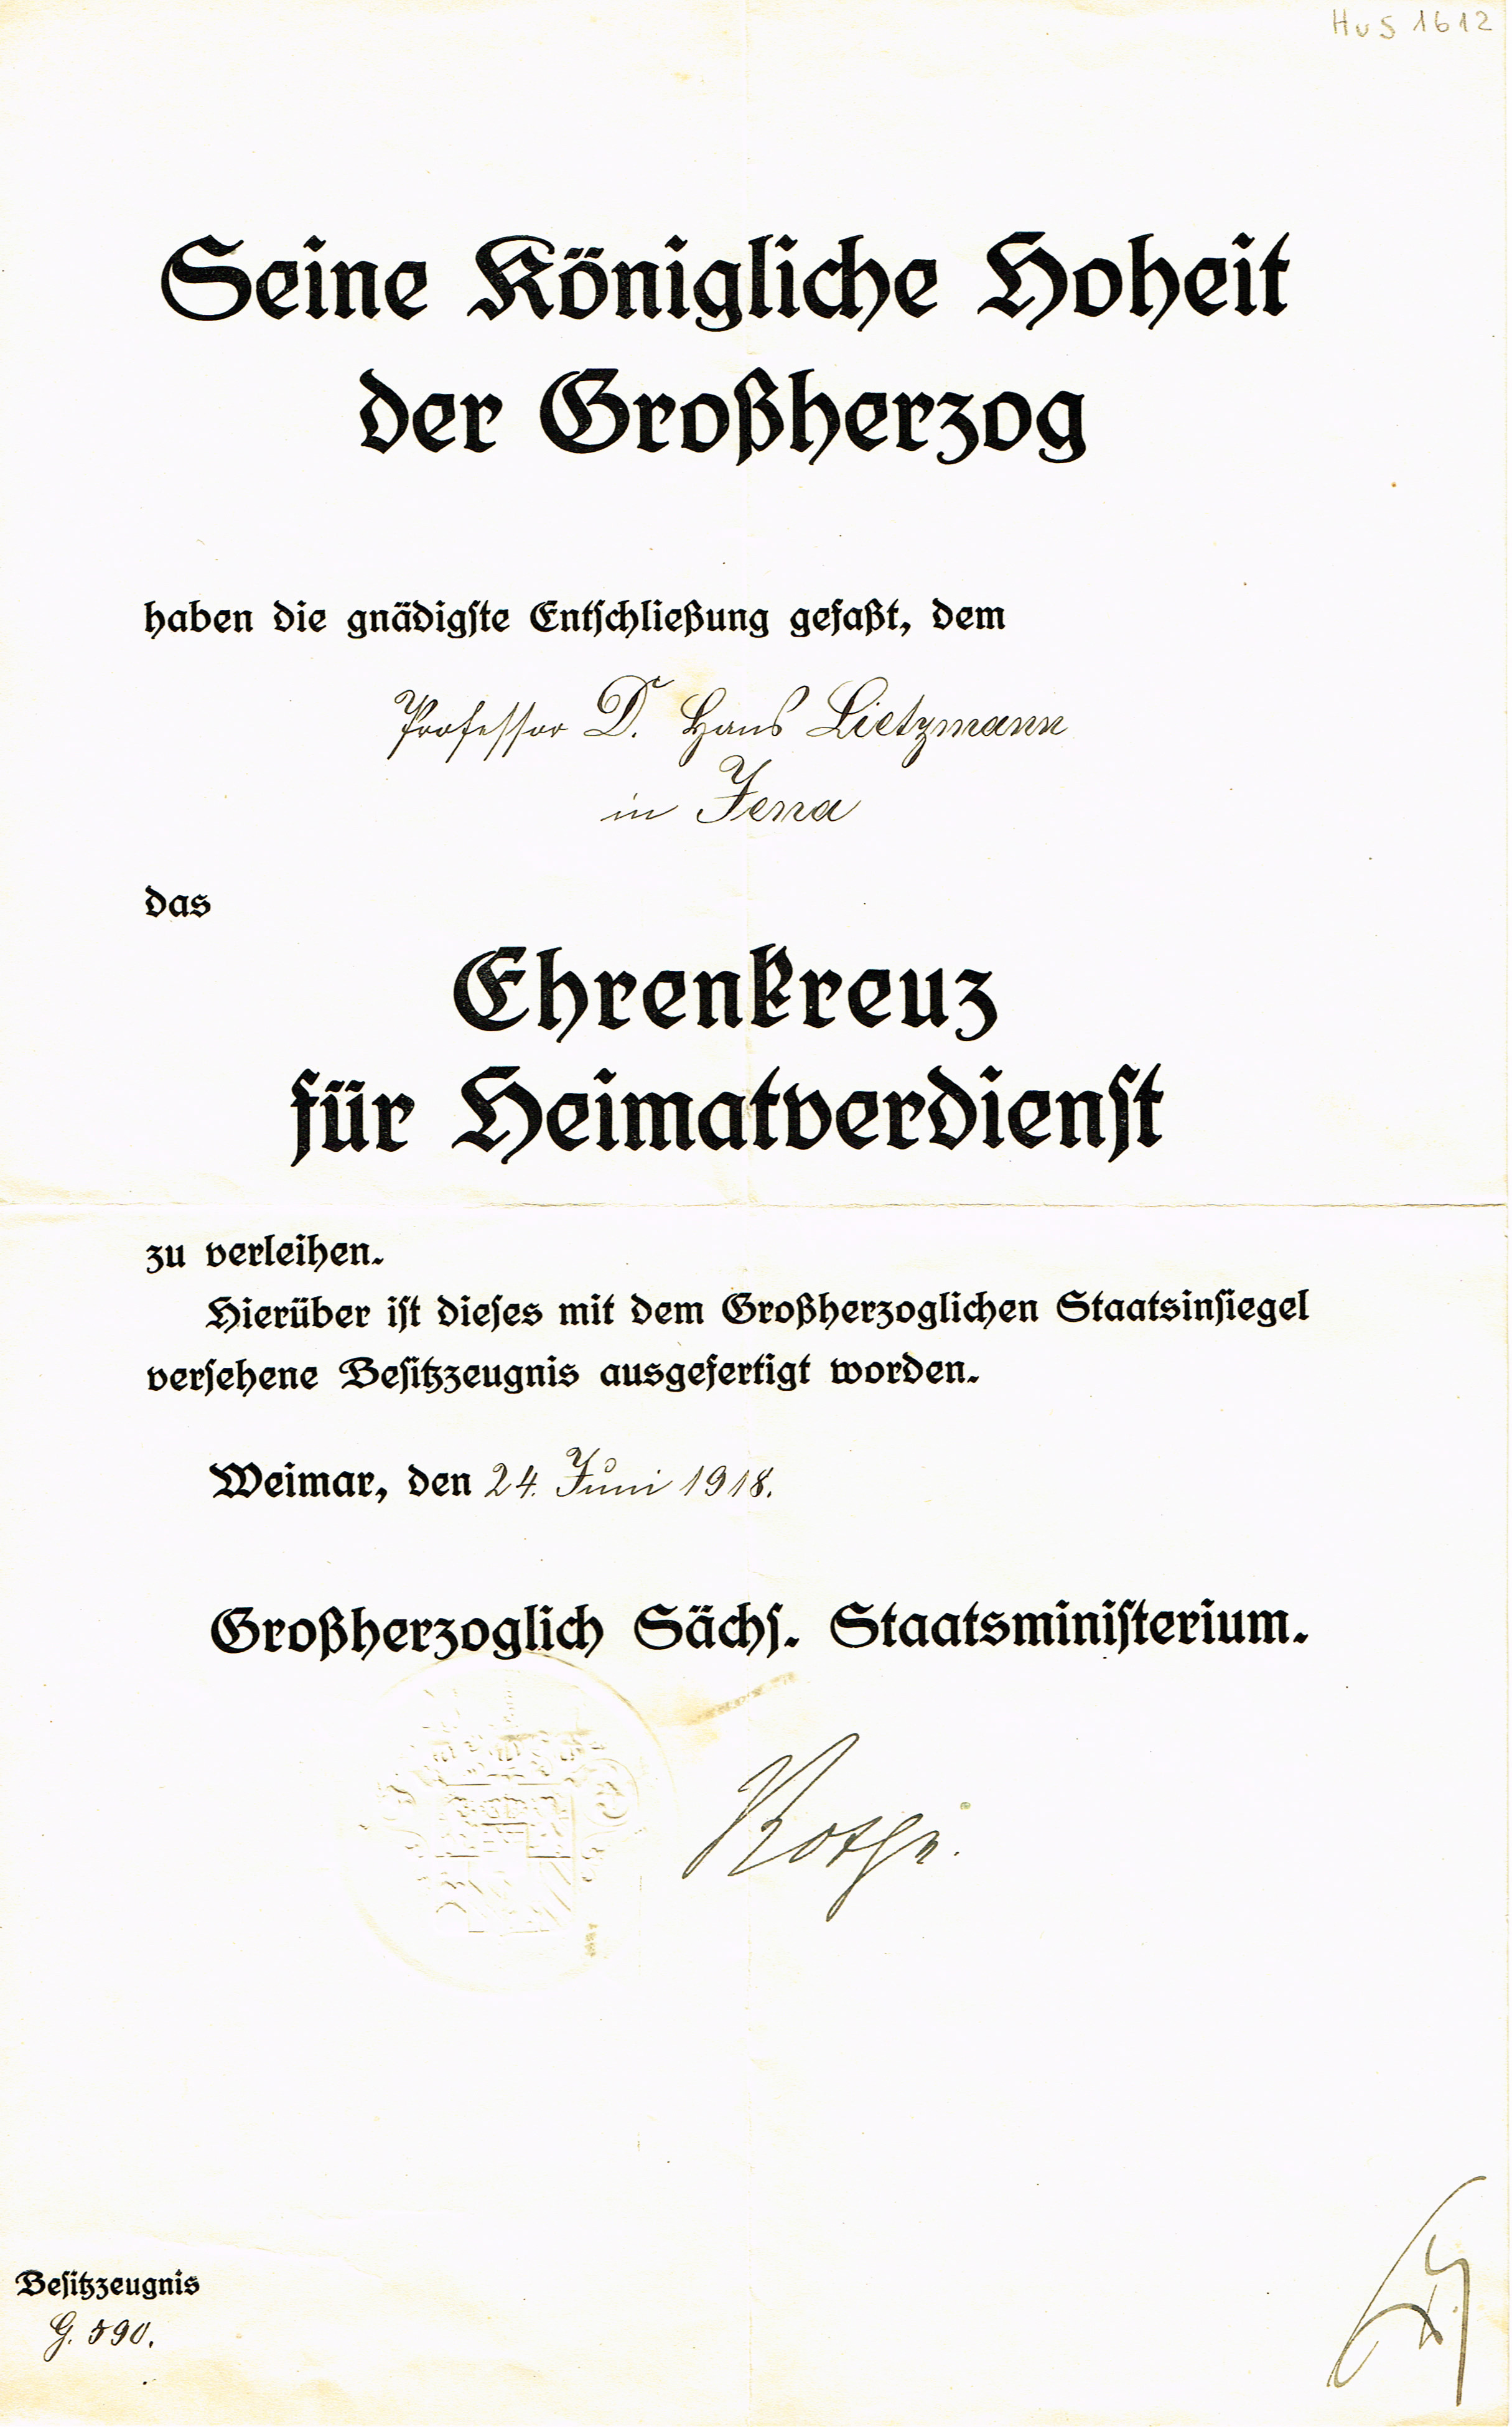 HuS 1612
Seine Königliche Hoheit
der Großherzog
haben die gnädigste Entschließung gefaßt, dem
Professor D. Hans Lietzmann
in Jena
das
Ehrenkreuz
für Heimatverdienst
zu verleihen.
Hierüber ist dieses mit dem Großherzoglichen Staatsinsiegel
versehene Besitzzeugnis ausgefertigt worden.
Weimar, den 24. Juni 1918.
Großherzoglich Sächs. Staatsministerium.
Rothe.
Besitzzeugnis
G. 590.